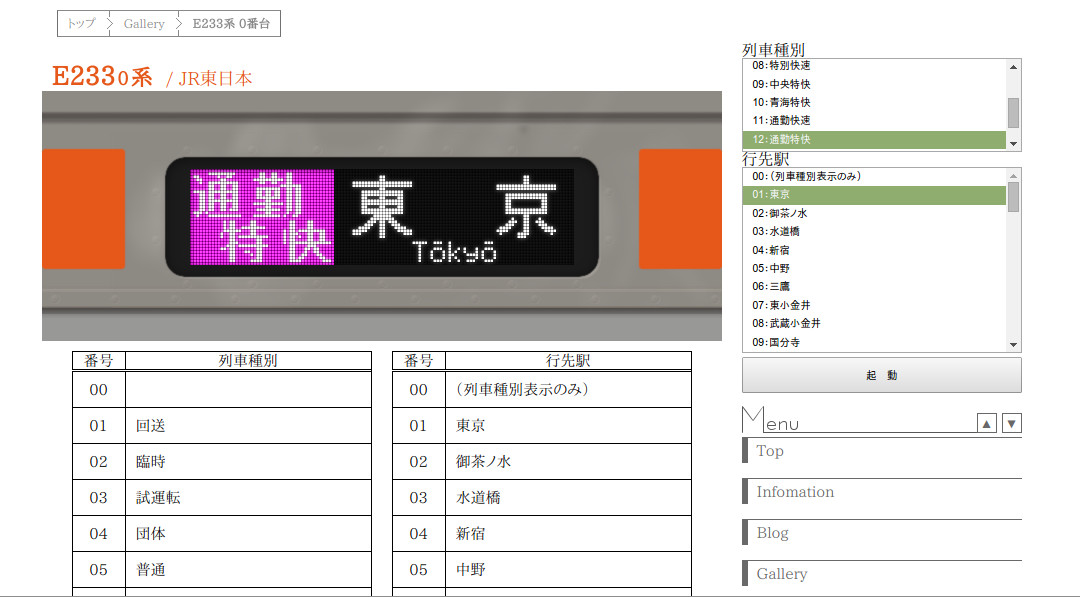 トップ Gallery E233系 0番台
E2330系 / JR東日本
通勤
特快
東京
Tōkyō
番号 列車種別
00
01 回送
02 臨時
03 試運転
04 団体
05 普通
番号 行先駅
00 （列車種別表示のみ）
01 東京
02 御茶ノ水
03 水道橋
04 新宿
05 中野
列車種別
08:特別快速
09:中央特快
10:青海特快
11:通勤快速
12:通勤特快
行先駅
00:（列車種別表示のみ）
01:東京
02:御茶ノ水
03:水道橋
04:新宿
05:中野
06:三鷹
07:東小金井
08:武蔵小金井
09:国分寺
起 動
Menu ▲ ▼
Top
Infomation
Blog
Gallery